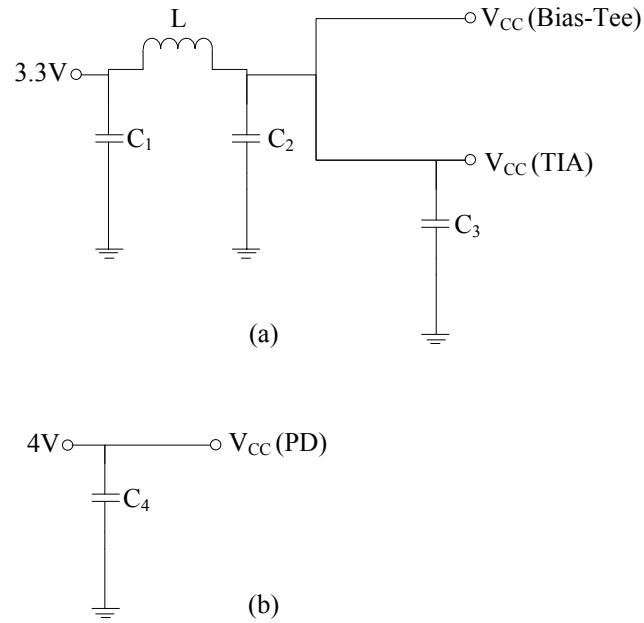 L
V_CC (Bias-Tee)
3.3V
C_1
C_2
V_CC (TIA)
C_3
(a)
4V
V_CC (PD)
C_4
(b)